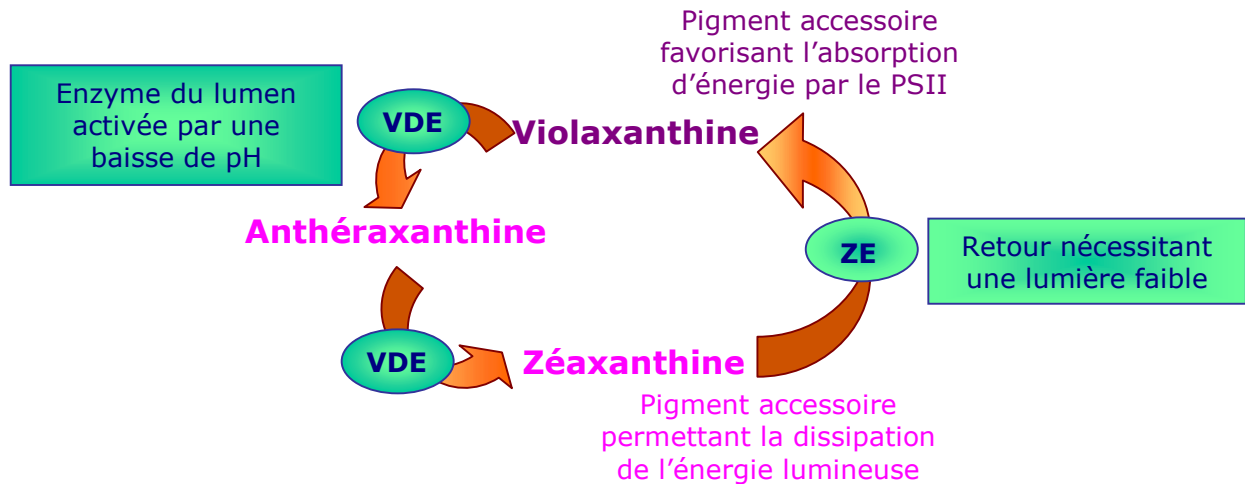 Pigment accessoire
favorisant l’absorption
d’énergie par le PSII
Enzyme du lumen
activée par une
baisse de pH
VDE
Violaxanthine
Anthéraxanthine
ZE
Retour nécessitant
une lumière faible
VDE
Zéaxanthine
Pigment accessoire
permettant la dissipation
de l’énergie lumineuse